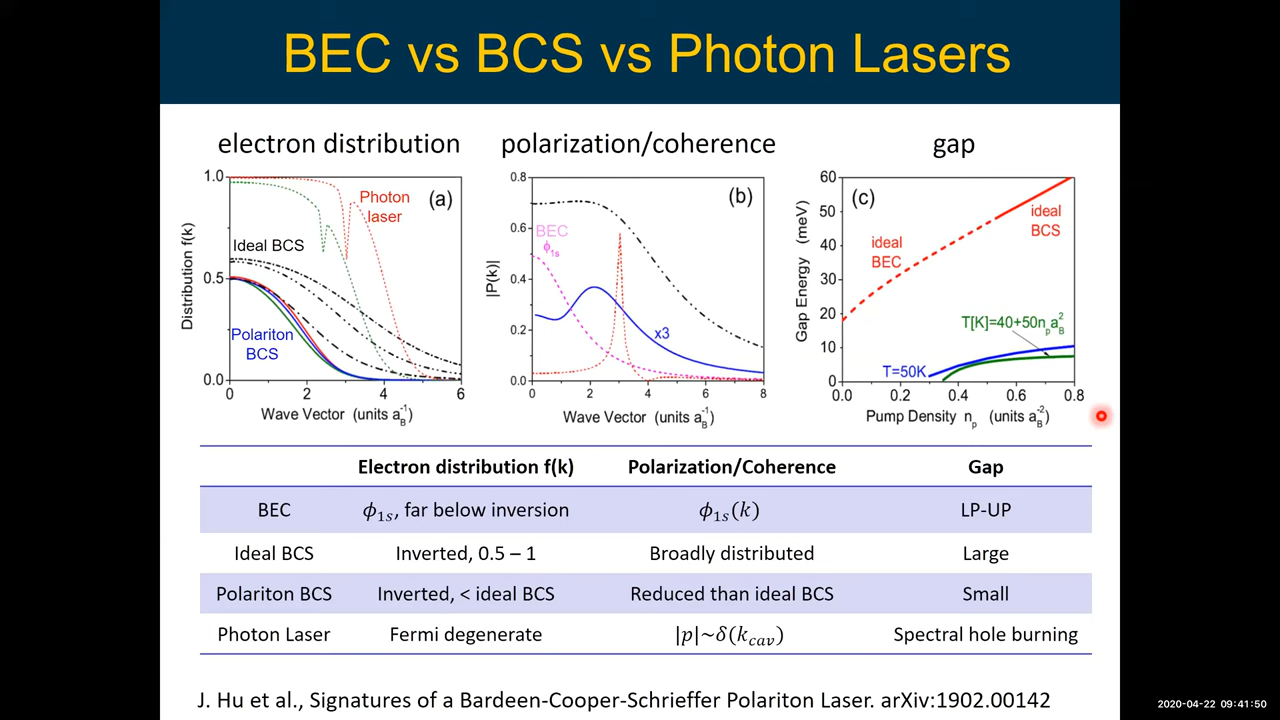 BEC vs BCS vs Photon Lasers
electron distribution
polarization/coherence
gap
Distribution f(k)
1.0
0.5
0.0
(a)
Photon
laser
Ideal BCS
Polariton
BCS
0 2 4 6
Wave Vector (units a_B^-1)
|P(k)|
0.8
0.6
0.4
0.2
0.0
(b)
BEC
ϕ_1s
x3
0 2 4 6 8
Wave Vector (units a_B^-1)
Gap Energy (meV)
60
50
40
30
20
10
0
(c)
ideal
BCS
ideal
BEC
T[K]=40+50n_p a_B^2
T=50K
0.0 0.2 0.4 0.6 0.8
Pump Density n_p (units a_B^-2)
Electron distribution f(k) Polarization/Coherence Gap
BEC ϕ_1s, far below inversion ϕ_1s(k) LP-UP
Ideal BCS Inverted, 0.5 – 1 Broadly distributed Large
Polariton BCS Inverted, < ideal BCS Reduced than ideal BCS Small
Photon Laser Fermi degenerate |p|~δ(k_cav) Spectral hole burning
J. Hu et al., Signatures of a Bardeen-Cooper-Schrieffer Polariton Laser. arXiv:1902.00142
2020-04-22 09:41:50